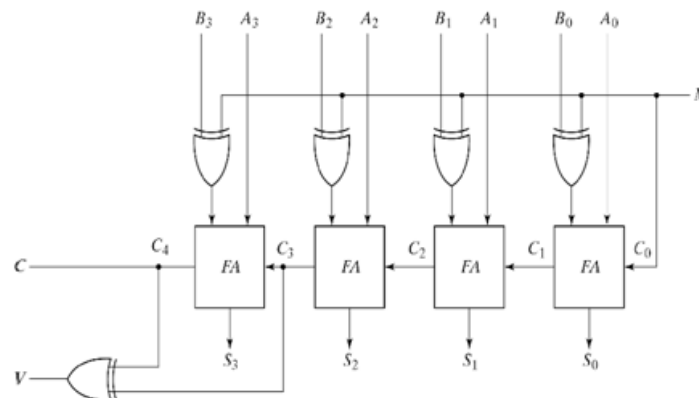 B3 A3 B2 A2 B1 A1 B0 A0
C4 C3 C2 C1 C0
C FA FA FA FA
S3 S2 S1 S0
V